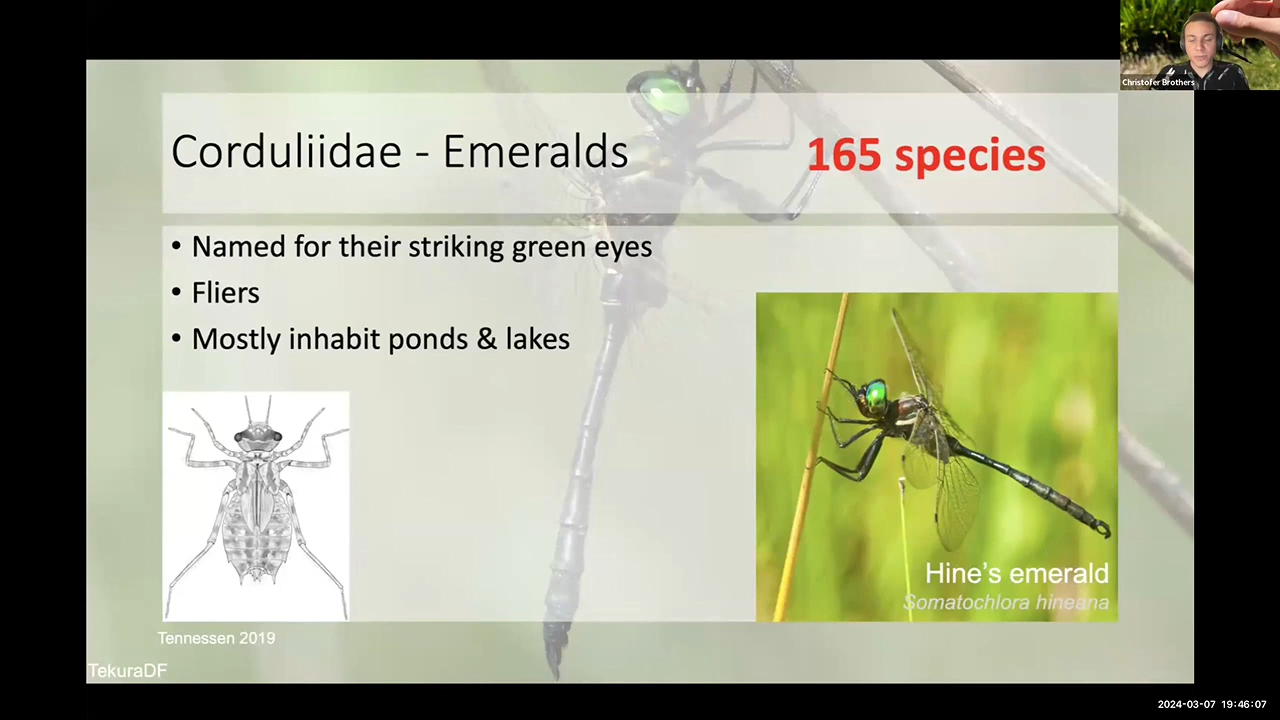 Christofer Brothers
Corduliidae - Emeralds
165 species
• Named for their striking green eyes
• Fliers
• Mostly inhabit ponds & lakes
Hine's emerald
Somatochlora hineana
Tennessen 2019
TekuraDF
2024-03-07 19:46:07